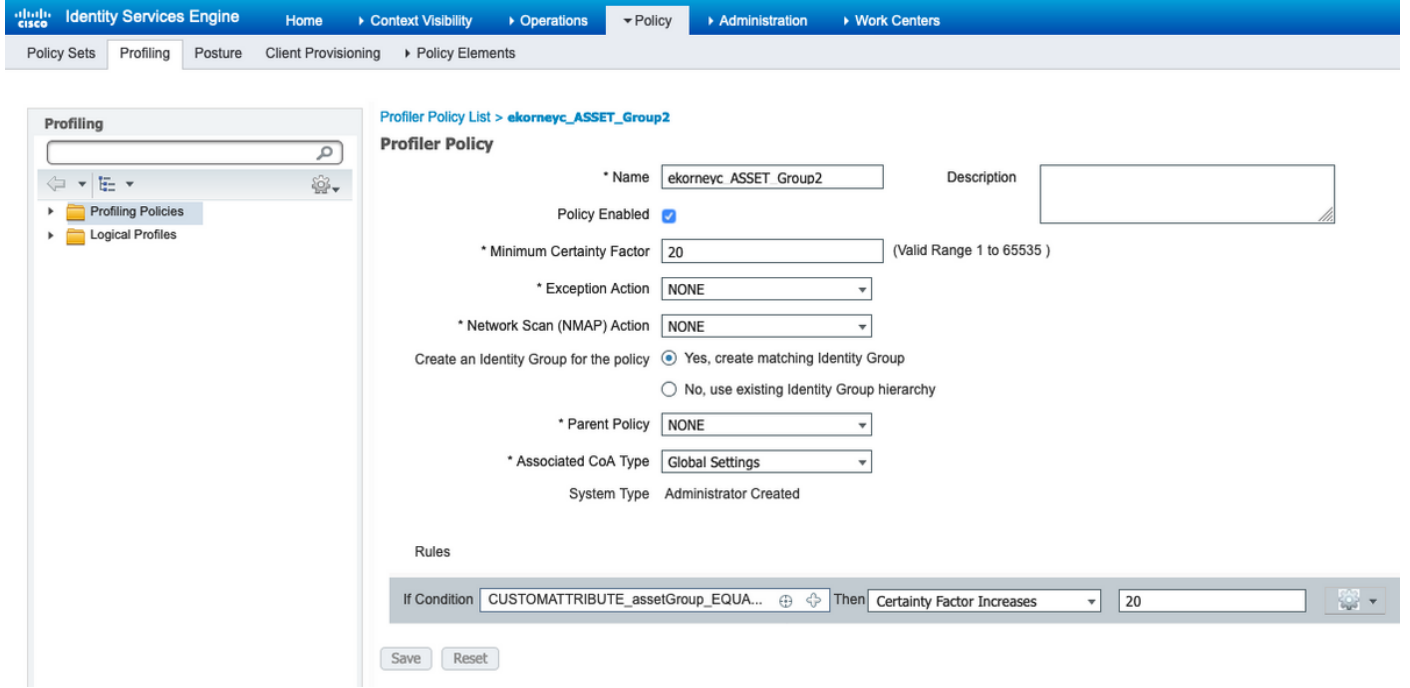 cisco Identity Services Engine Home Context Visibility Operations Policy Administration Work Centers
Policy Sets Profiling Posture Client Provisioning Policy Elements
Profiling
Profiling Policies
Logical Profiles
Profiler Policy List > ekorneyc_ASSET_Group2
Profiler Policy
* Name ekorneyc_ASSET_Group2 Description
Policy Enabled
* Minimum Certainty Factor 20 (Valid Range 1 to 65535 )
* Exception Action NONE
* Network Scan (NMAP) Action NONE
Create an Identity Group for the policy Yes, create matching Identity Group
No, use existing Identity Group hierarchy
* Parent Policy NONE
* Associated CoA Type Global Settings
System Type Administrator Created
Rules
If Condition CUSTOMATTRIBUTE_assetGroup_EQUA... Then Certainty Factor Increases 20
Save Reset